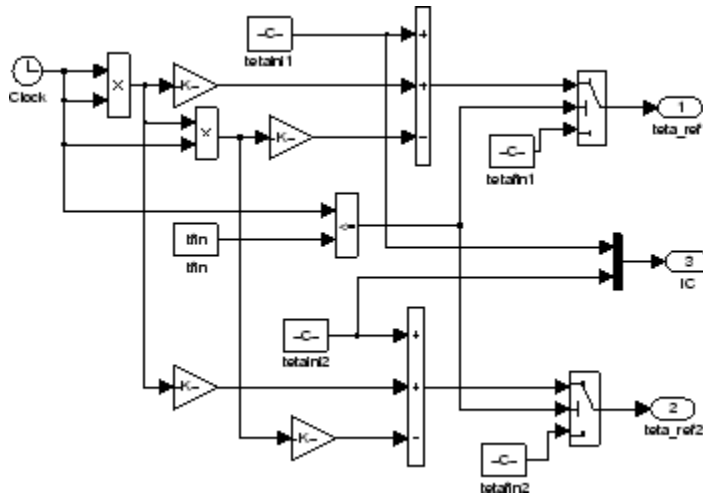 -C-
tetaini1
Clock
×
K-
+
+
-
1
teta_ref
×
K-
-C-
tetafin1
<=
tfin
tfin
3
IC
-C-
tetaini2
+
+
-
K-
K-
2
teta_ref2
-C-
tetafin2